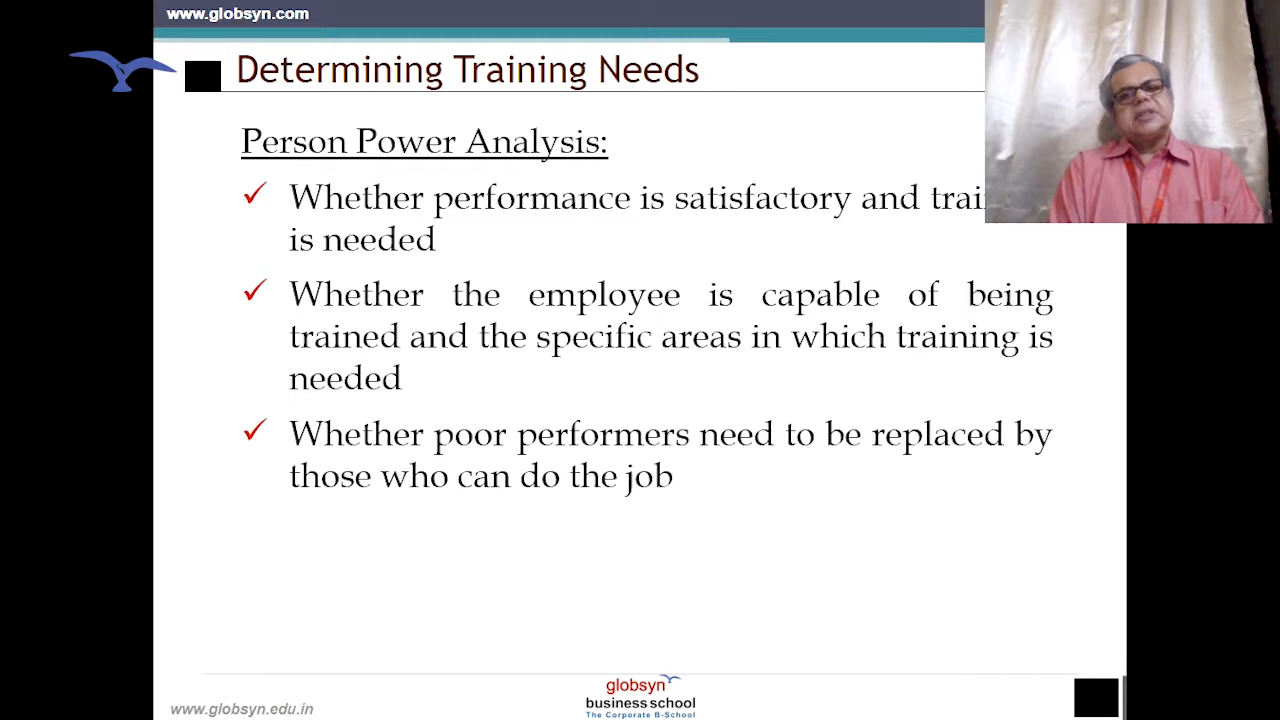 www.globsyn.com
Determining Training Needs
Person Power Analysis:
Whether performance is satisfactory and
is needed
Whether the employee is capable of being
trained and the specific areas in which training is
needed
Whether poor performers need to be replaced by
those who can do the job
globsyn
business school
The Corporate B-School
www.globsyn.edu.in